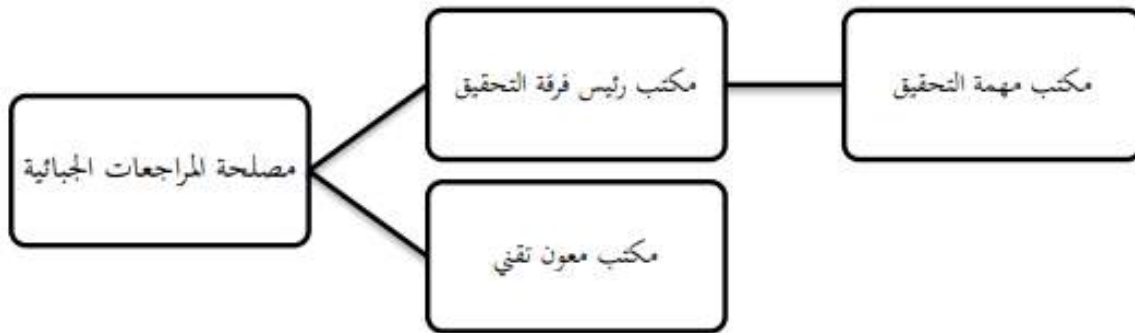 مصلحة المراجعات الجبائية
مكتب رئيس فرقة التحقيق
مكتب مهمة التحقيق
مكتب معون تقني